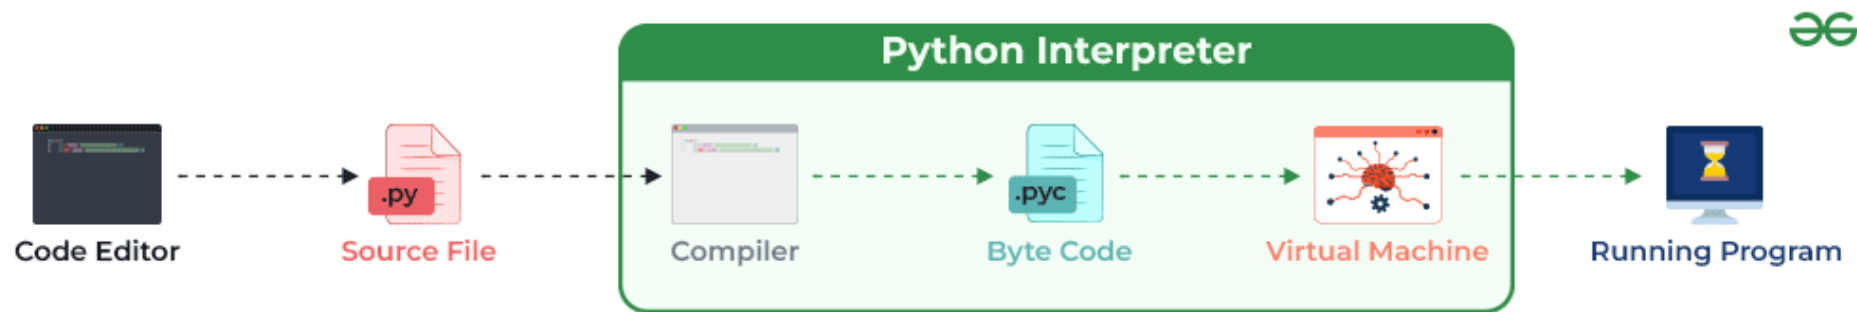 Python Interpreter
.py
.pyc
Code Editor
Source File
Compiler
Byte Code
Virtual Machine
Running Program